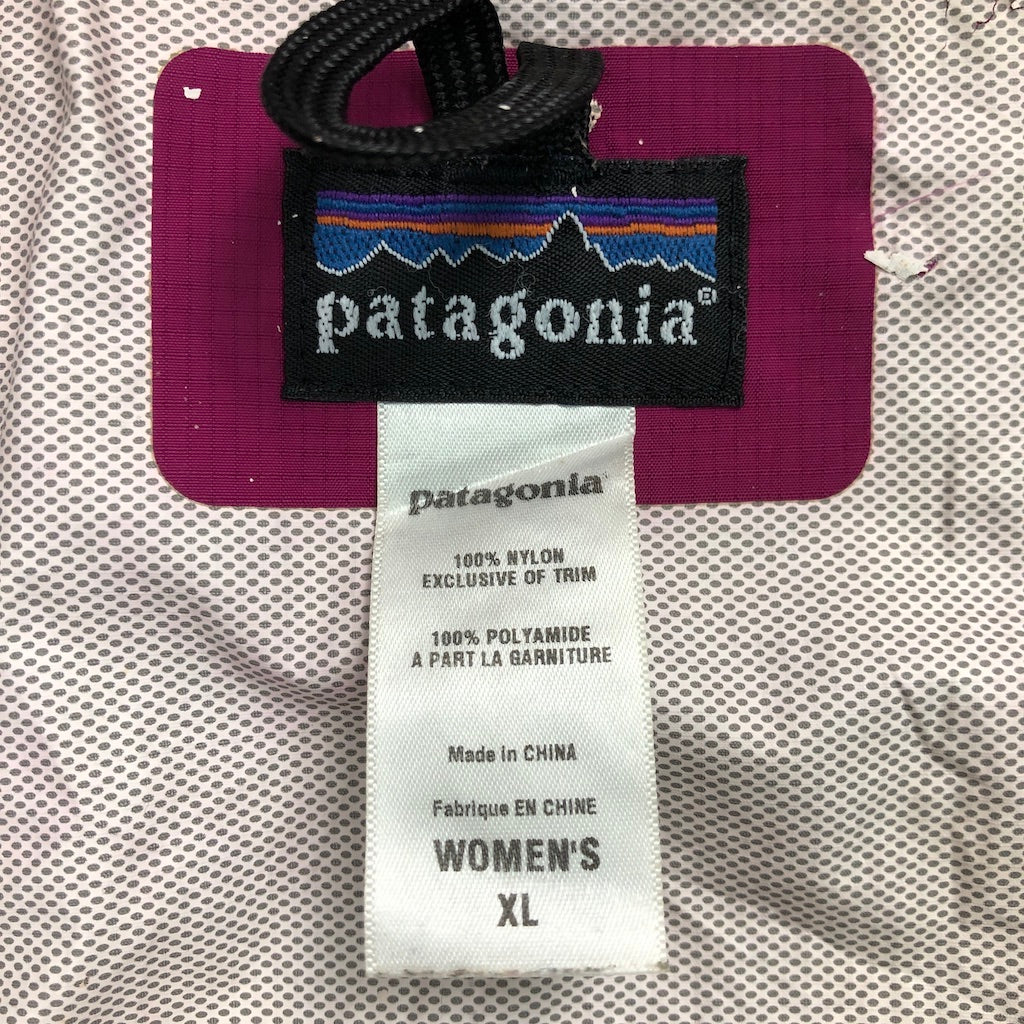 patagonia®
patagonia
100% NYLON
EXCLUSIVE OF TRIM
100% POLYAMIDE
A PART LA GARNITURE
Made in CHINA
Fabrique EN CHINE
WOMEN'S
XL